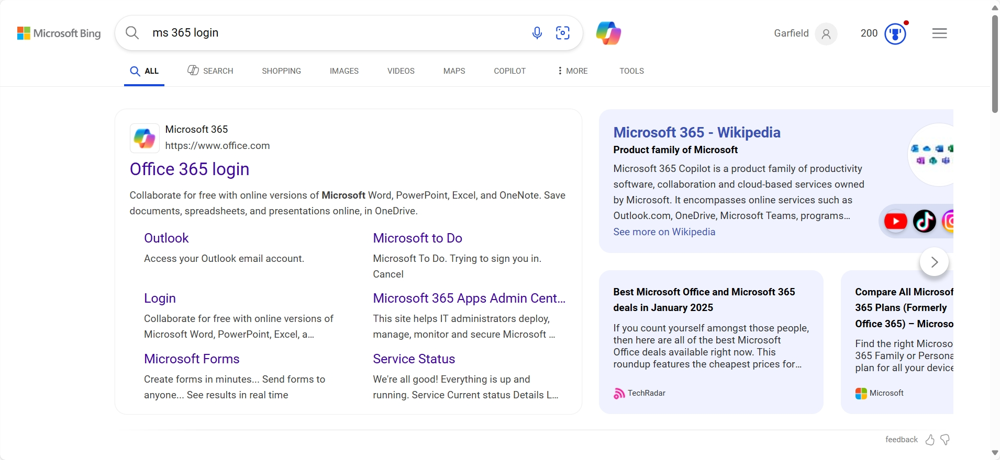 Microsoft Bing
ms 365 login
Garfield
200
ALL
SEARCH
SHOPPING
IMAGES
VIDEOS
MAPS
COPILOT
MORE
TOOLS
Microsoft 365
https://www.office.com
Office 365 login
Collaborate for free with online versions of Microsoft Word, PowerPoint, Excel, and OneNote. Save
documents, spreadsheets, and presentations online, in OneDrive.
Outlook
Access your Outlook email account.
Microsoft to Do
Microsoft To Do. Trying to sign you in.
Cancel
Login
Collaborate for free with online versions of
Microsoft Word, PowerPoint, Excel, a...
Microsoft 365 Apps Admin Cent...
This site helps IT administrators deploy,
manage, monitor and secure Microsoft ...
Microsoft Forms
Create forms in minutes... Send forms to
anyone... See results in real time
Service Status
We're all good! Everything is up and
running. Service Current status Details L...
Microsoft 365 - Wikipedia
Product family of Microsoft
Microsoft 365 Copilot is a product family of productivity
software, collaboration and cloud-based services owned
by Microsoft. It encompasses online services such as
Outlook.com, OneDrive, Microsoft Teams, programs...
See more on Wikipedia
Best Microsoft Office and Microsoft 365
deals in January 2025
If you count yourself amongst those people,
then here are all of the best Microsoft
Office deals available right now. This
roundup features the cheapest prices for...
TechRadar
Compare All Microsof
365 Plans (Formerly
Office 365) – Microso
Find the right Microso
365 Family or Persona
plan for all your device
Microsoft
feedback